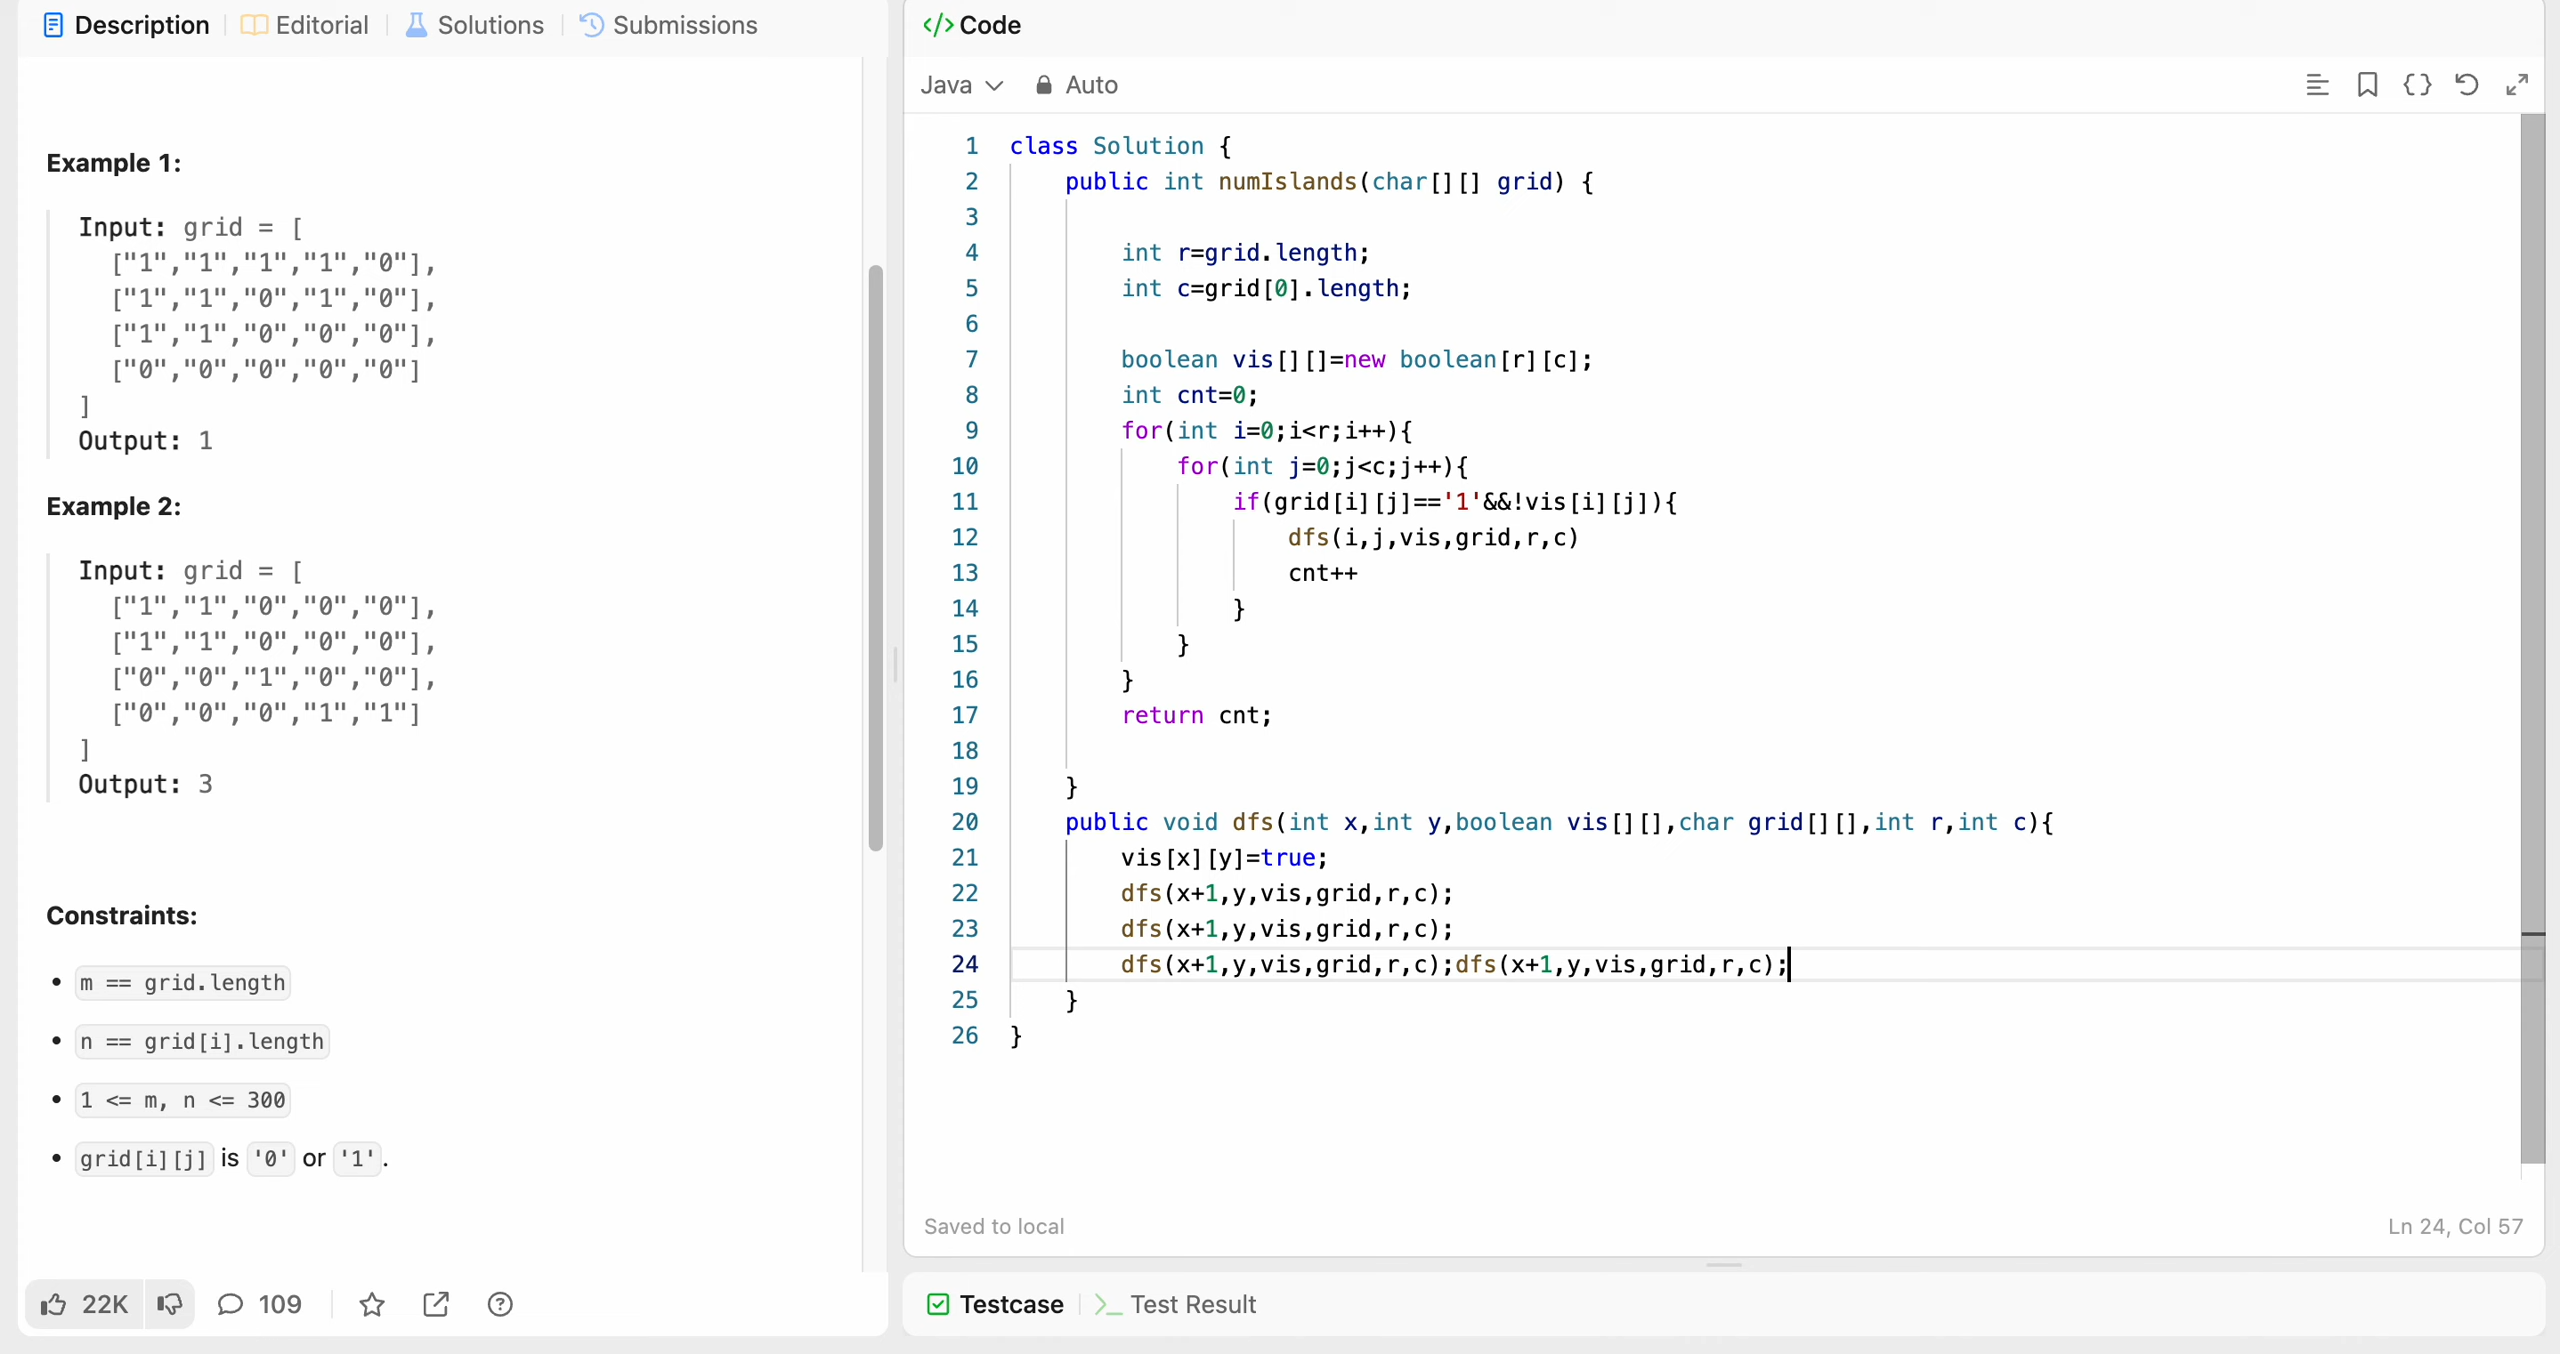 Description
Editorial
Solutions
Submissions
Example 1:
Input: grid = [
["1","1","1","1","0"],
["1","1","0","1","0"],
["1","1","0","0","0"],
["0","0","0","0","0"]
]
Output: 1
Example 2:
Input: grid = [
["1","1","0","0","0"],
["1","1","0","0","0"],
["0","0","1","0","0"],
["0","0","0","1","1"]
]
Output: 3
Constraints:
• m == grid.length
• n == grid[i].length
• 1 <= m, n <= 300
• grid[i][j] is '0' or '1'.
22K
109
</> Code
Java
Auto
1 class Solution {
2 public int numIslands(char[][] grid) {
3
4 int r=grid.length;
5 int c=grid[0].length;
6
7 boolean vis[][]=new boolean[r][c];
8 int cnt=0;
9 for(int i=0;i<r;i++){
10 for(int j=0;j<c;j++){
11 if(grid[i][j]=='1'&&!vis[i][j]){
12 dfs(i,j,vis,grid,r,c)
13 cnt++
14 }
15 }
16 }
17 return cnt;
18
19 }
20 public void dfs(int x,int y,boolean vis[][],char grid[][],int r,int c){
21 vis[x][y]=true;
22 dfs(x+1,y,vis,grid,r,c);
23 dfs(x+1,y,vis,grid,r,c);
24 dfs(x+1,y,vis,grid,r,c);dfs(x+1,y,vis,grid,r,c);
25 }
26 }
Saved to local
Ln 24, Col 57
Testcase
Test Result